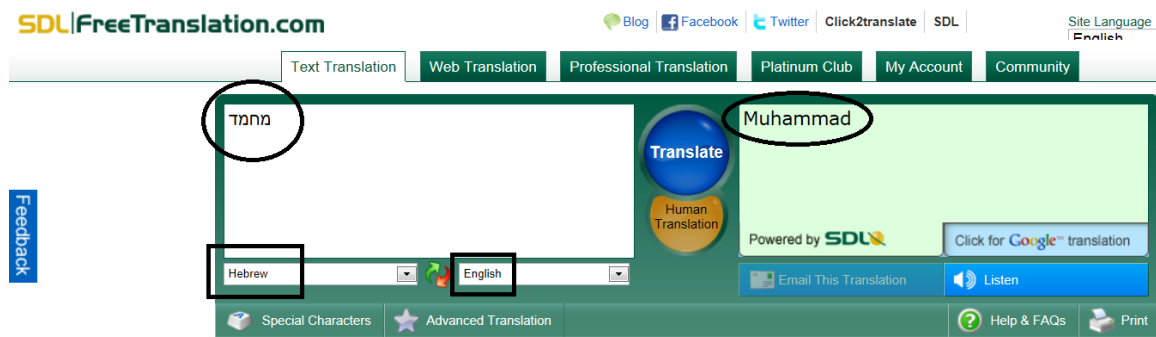 SDL|FreeTranslation.com
Blog Facebook Twitter Click2translate SDL Site Language
English
Text Translation Web Translation Professional Translation Platinum Club My Account Community
מחמד
Translate
Muhammad
Human
Translation
Powered by SDL
Click for Google™ translation
Feedback
Hebrew English
Email This Translation Listen
Special Characters Advanced Translation Help & FAQs Print